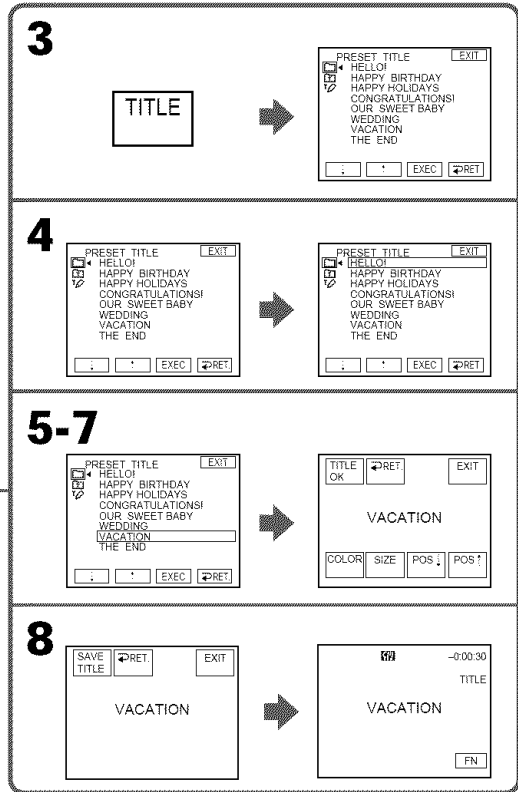 3
TITLE
PRESET TITLE EXIT
HELLO!
HAPPY BIRTHDAY
HAPPY HOLIDAYS
CONGRATULATIONS!
OUR SWEET BABY
WEDDING
VACATION
THE END
↓ ↑ EXEC RET.
4
PRESET TITLE EXIT
HELLO!
HAPPY BIRTHDAY
HAPPY HOLIDAYS
CONGRATULATIONS!
OUR SWEET BABY
WEDDING
VACATION
THE END
↓ ↑ EXEC RET.
PRESET TITLE EXIT
HELLO!
HAPPY BIRTHDAY
HAPPY HOLIDAYS
CONGRATULATIONS!
OUR SWEET BABY
WEDDING
VACATION
THE END
↓ ↑ EXEC RET
5-7
PRESET TITLE EXIT
HELLO!
HAPPY BIRTHDAY
HAPPY HOLIDAYS
CONGRATULATIONS!
OUR SWEET BABY
WEDDING
VACATION
THE END
↓ ↑ EXEC RET.
TITLE OK RET. EXIT
VACATION
COLOR SIZE POS↓ POS↑
8
SAVE TITLE RET. EXIT
VACATION
–0:00:30
TITLE
VACATION
FN